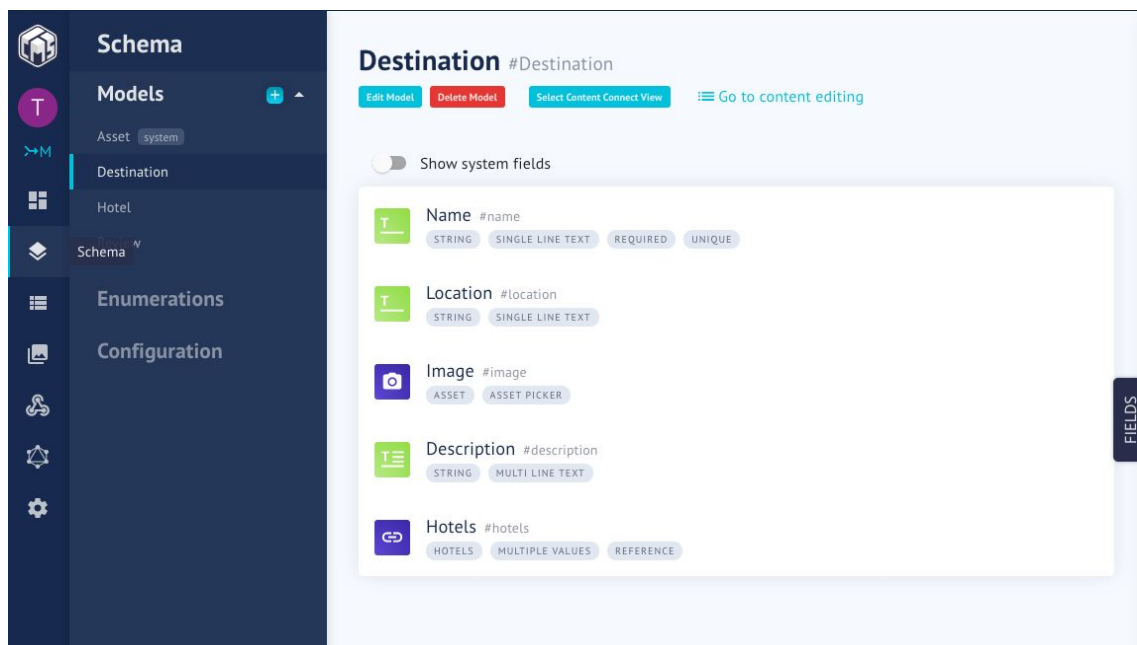 CMS
Schema
T
M
Models
Asset system
Destination
Hotel
Schema
Enumerations
Configuration
Destination #Destination
Edit Model Delete Model Select Content Connect View Go to content editing
Show system fields
T
Name #name
STRING SINGLE LINE TEXT REQUIRED UNIQUE
T
Location #location
STRING SINGLE LINE TEXT
Image #image
ASSET ASSET PICKER
T
Description #description
STRING MULTI LINE TEXT
Hotels #hotels
HOTELS MULTIPLE VALUES REFERENCE
FIELDS